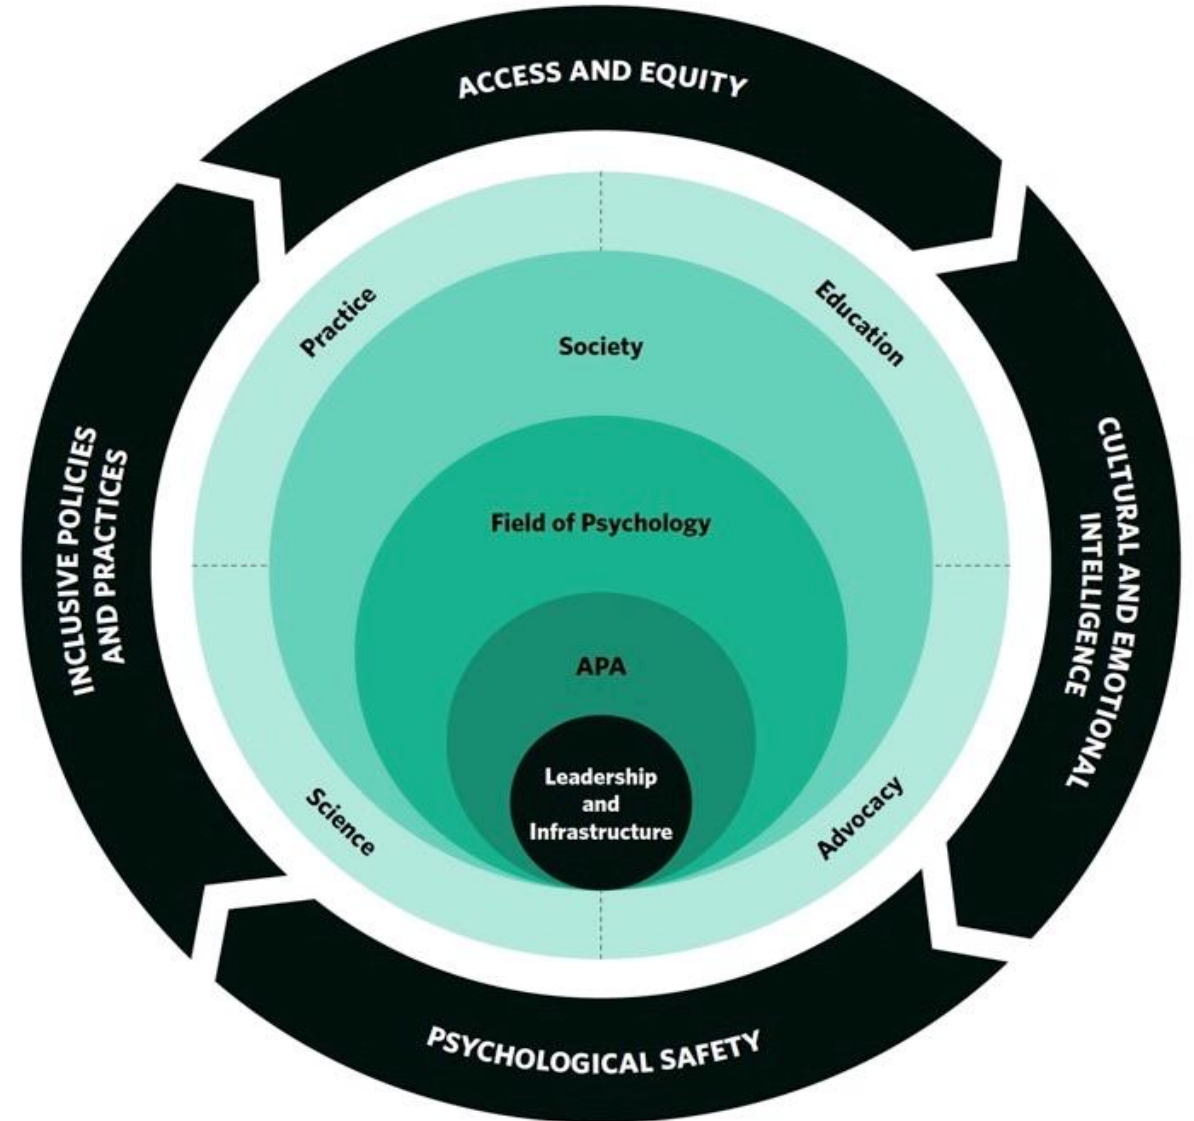 ACCESS AND EQUITY
Practice
Education
Society
INCLUSIVE POLICIES
AND PRACTICES
CULTURAL AND EMOTIONAL
INTELLIGENCE
Field of Psychology
APA
Leadership
and
Infrastructure
Science
Advocacy
PSYCHOLOGICAL SAFETY